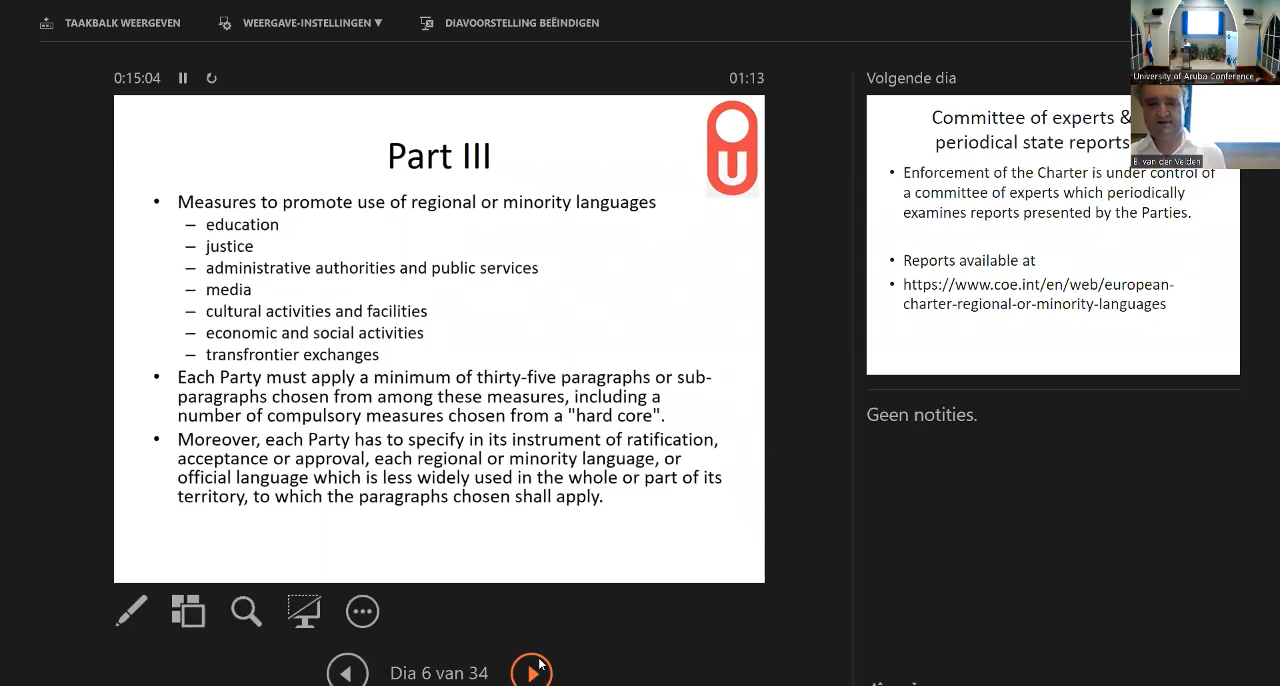 TAAKBALK WEERGEVEN
WEERGAVE-INSTELLINGEN ▼
DIAVOORSTELLING BEËINDIGEN
University of Aruba Conference
B. van der Velden
0:15:04
01:13
Part III
U
• Measures to promote use of regional or minority languages
– education
– justice
– administrative authorities and public services
– media
– cultural activities and facilities
– economic and social activities
– transfrontier exchanges
• Each Party must apply a minimum of thirty-five paragraphs or sub-
paragraphs chosen from among these measures, including a
number of compulsory measures chosen from a "hard core".
• Moreover, each Party has to specify in its instrument of ratification,
acceptance or approval, each regional or minority language, or
official language which is less widely used in the whole or part of its
territory, to which the paragraphs chosen shall apply.
Dia 6 van 34
Volgende dia
Committee of experts &
periodical state reports
• Enforcement of the Charter is under control of
a committee of experts which periodically
examines reports presented by the Parties.
• Reports available at
• https://www.coe.int/en/web/european-
charter-regional-or-minority-languages
Geen notities.